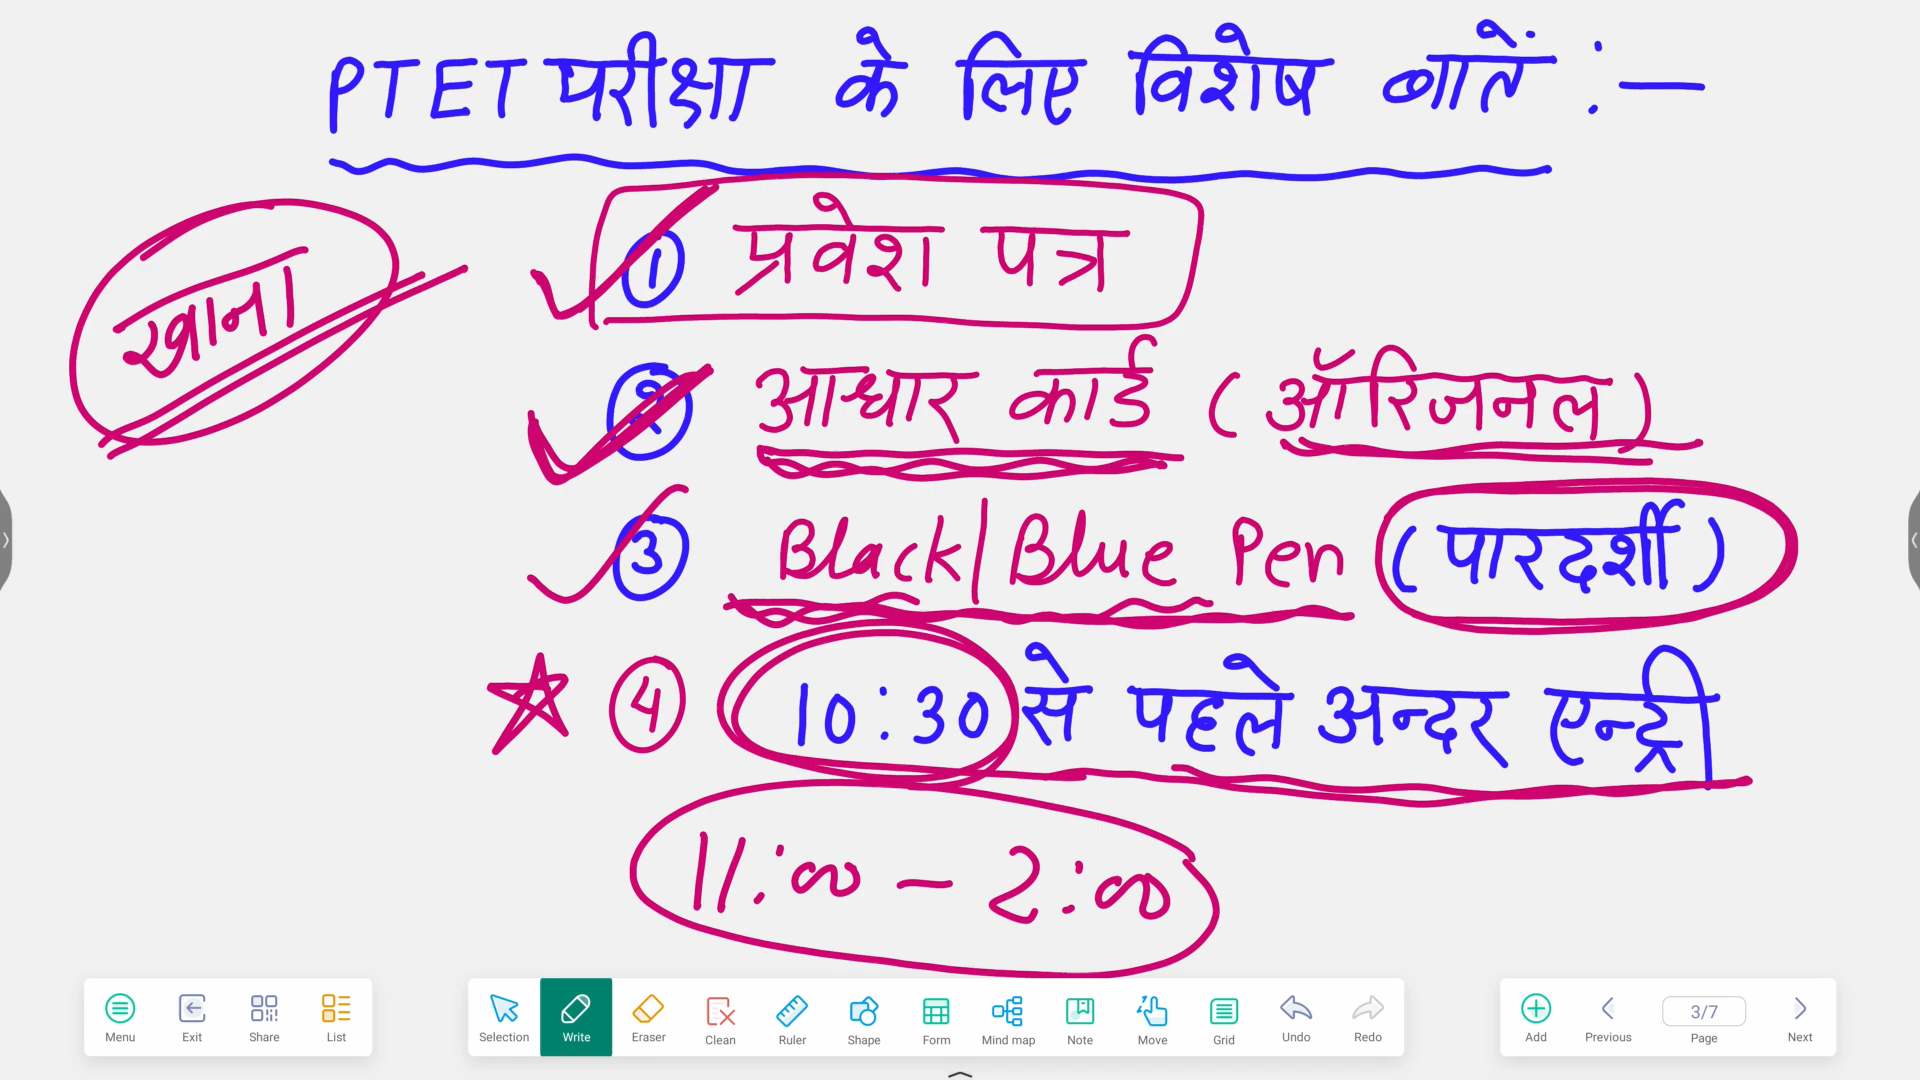 PTET परीक्षा के लिए विशेष बातें :—
खाना
① प्रवेश पत्र
② आधार कार्ड (ऑरिजनल)
③ Black/Blue Pen (पारदर्शी)
④ 10:30 से पहले अन्दर एन्ट्री
11:00 – 2:00
Menu Exit Share List Selection Write Eraser Clean Ruler Shape Form Mind map Note Move Grid Undo Redo Add Previous 3/7 Page Next